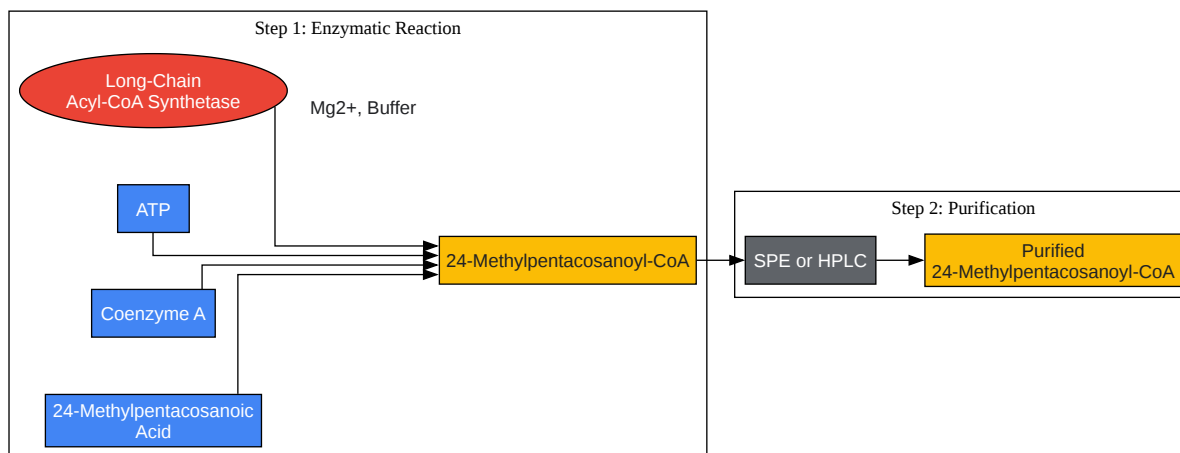 Step 1: Enzymatic Reaction
Long-Chain
Acyl-CoA Synthetase
Mg2+, Buffer
ATP
Coenzyme A
24-Methylpentacosanoic
Acid
24-Methylpentacosanoyl-CoA
Step 2: Purification
SPE or HPLC
Purified
24-Methylpentacosanoyl-CoA